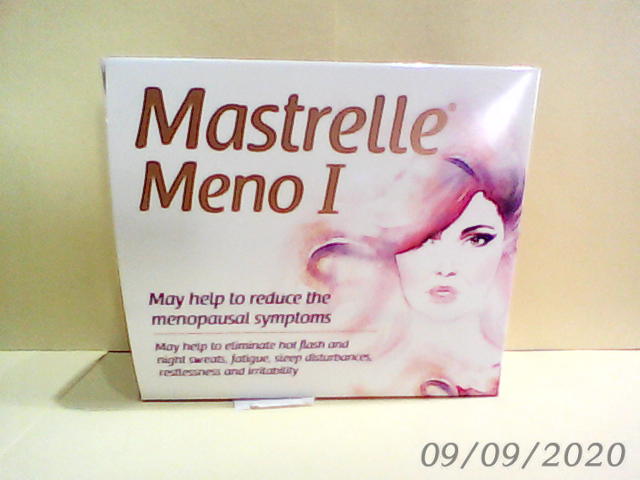 Mastrelle®
Meno I
May help to reduce the
menopausal symptoms
May help to eliminate hot flash and
night sweats, fatigue, sleep disturbances,
restlessness and irritability
09/09/2020